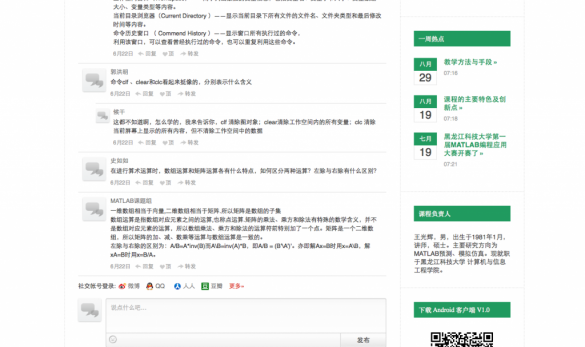 大小、变量类型等内容。
当前目录浏览器（Current Directory ）——显示当前目录下所有文件的文件名、文件夹类型和最后修改时间等内容。
命令历史窗口 （ Commend History ）——显示窗口所有执行过的命令,
利用该窗口，可以查看曾经执行过的命令，也可以重复利用这些命令。
8月22日 回复 顶 转发
郭洪明
命令clf 、clear和clc看起来挺像的，分别表示什么含义
8月22日 回复 顶 转发
侯千
这都不知道啊，怎么学的，我来告诉你，clf 清除图对象；clear清除工作空间内的所有变量；clc 清除
当前屏幕上显示的所有内容，但不清除工作空间中的数据
8月22日 回复 顶 转发
史如如
在进行算术运算时，数组运算和矩阵运算各有什么特点，如何区分两种运算？左除与右除有什么区别？
8月22日 回复 顶 转发
MATLAB课题组
一维数组相当于向量,二维数组相当于矩阵.所以矩阵是数组的子集
数组运算是指数组对应元素之间的运算,也称点运算.矩阵的乘法、乘方和除法有特殊的数学含义，并不
是数组对应元素的运算，所以数组乘法、乘方和除法的运算符前特别加了一个点。矩阵是一个二维数
组，所以矩阵的加、减、数乘等运算与数组运算是一致的。
左除与右除的区别为：A/B=A*inv(B)而A\B=inv(A)*B，即A/B = (B'\A')'。亦即解Ax=B时用x=A\B，解
xA=B时用x=B/A。
8月22日 回复 顶 转发
社交帐号登录: 微博 QQ 人人 豆瓣 更多»
说点什么吧…
发布
一周热点
八月
29
教学方法与手段 »
07:16
八月
19
课程的主要特色及创
新点 »
07:18
七月
19
黑龙江科技大学第一
届MATLAB编程应用
大赛开赛了 »
07:21
课程负责人
王光辉，男，出生于1981年1月，
讲师，硕士。主要研究方向为
MATLAB预测、模拟仿真。现就职
于黑龙江科技大学 计算机与信息
工程学院。
下载 Android 客户端 V1.0